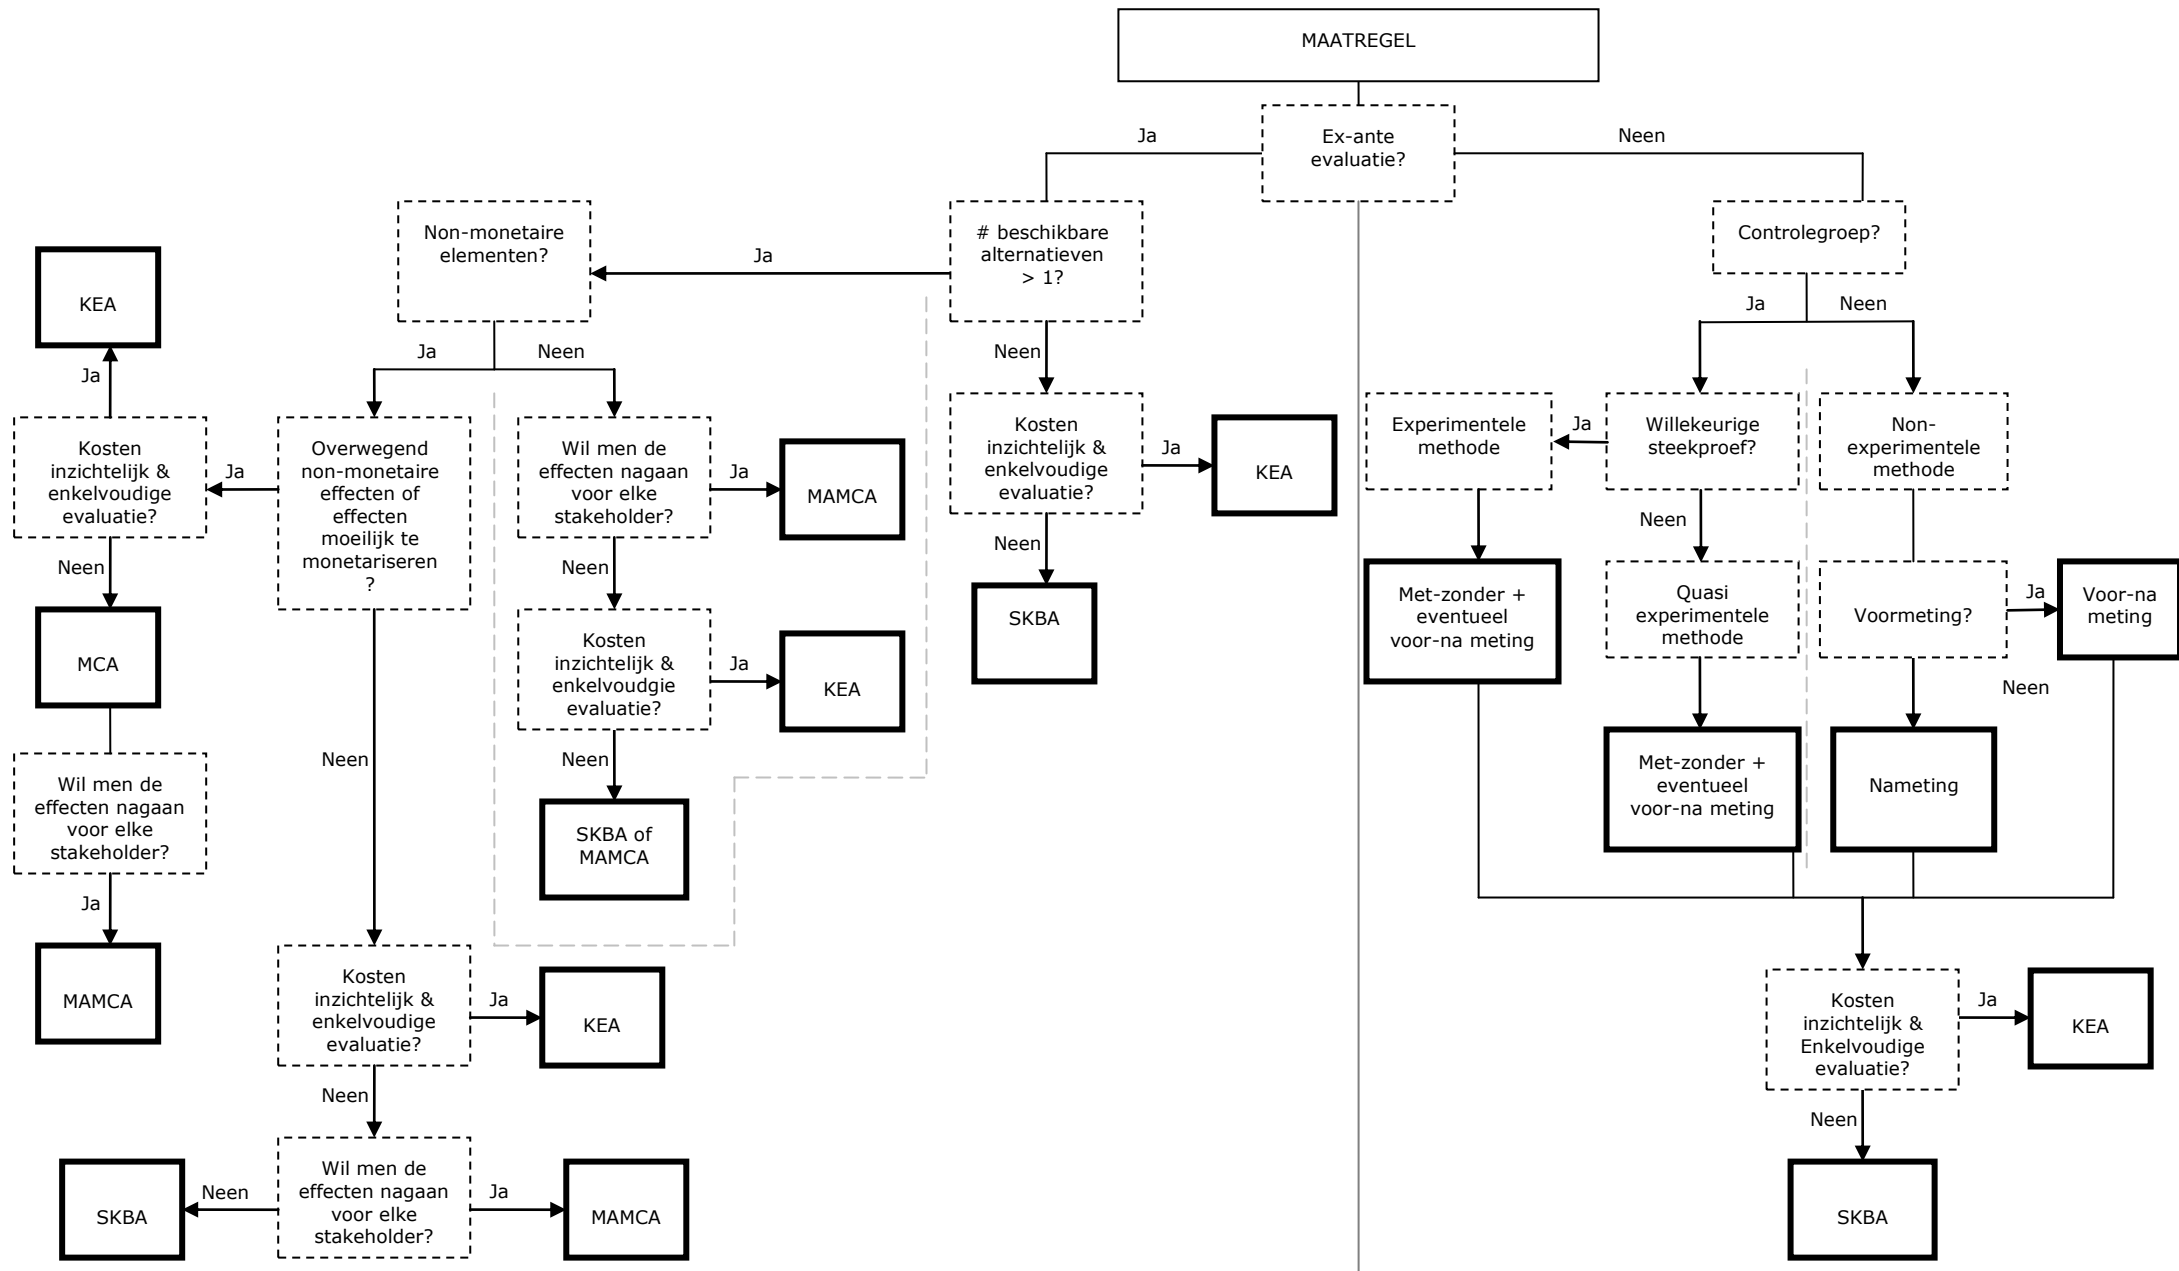 MAATREGEL
Ex-ante
evaluatie?
Ja
Neen
Non-monetaire
elementen?
Ja
# beschikbare
alternatieven
> 1?
Controlegroep?
KEA
Ja
Ja
Neen
Neen
Ja
Neen
Kosten
inzichtelijk &
enkelvoudige
evaluatie?
Ja
Overwegend
non-monetaire
effecten of
effecten
moeilijk te
monetariseren
?
Wil men de
effecten nagaan
voor elke
stakeholder?
Ja
MAMCA
Kosten
inzichtelijk &
enkelvoudige
evaluatie?
Ja
KEA
Experimentele
methode
Ja
Willekeurige
steekproef?
Non-
experimentele
methode
Neen
Neen
Neen
Neen
MCA
Kosten
inzichtelijk &
enkelvoudgie
evaluatie?
Ja
KEA
SKBA
Met-zonder +
eventueel
voor-na meting
Quasi
experimentele
methode
Voormeting?
Ja
Voor-na
meting
Neen
Wil men de
effecten nagaan
voor elke
stakeholder?
Neen
Neen
SKBA of
MAMCA
Met-zonder +
eventueel
voor-na meting
Nameting
Ja
MAMCA
Kosten
inzichtelijk &
enkelvoudige
evaluatie?
Ja
KEA
Kosten
inzichtelijk &
Enkelvoudige
evaluatie?
Ja
KEA
Neen
Neen
SKBA
Neen
Wil men de
effecten nagaan
voor elke
stakeholder?
Ja
MAMCA
SKBA